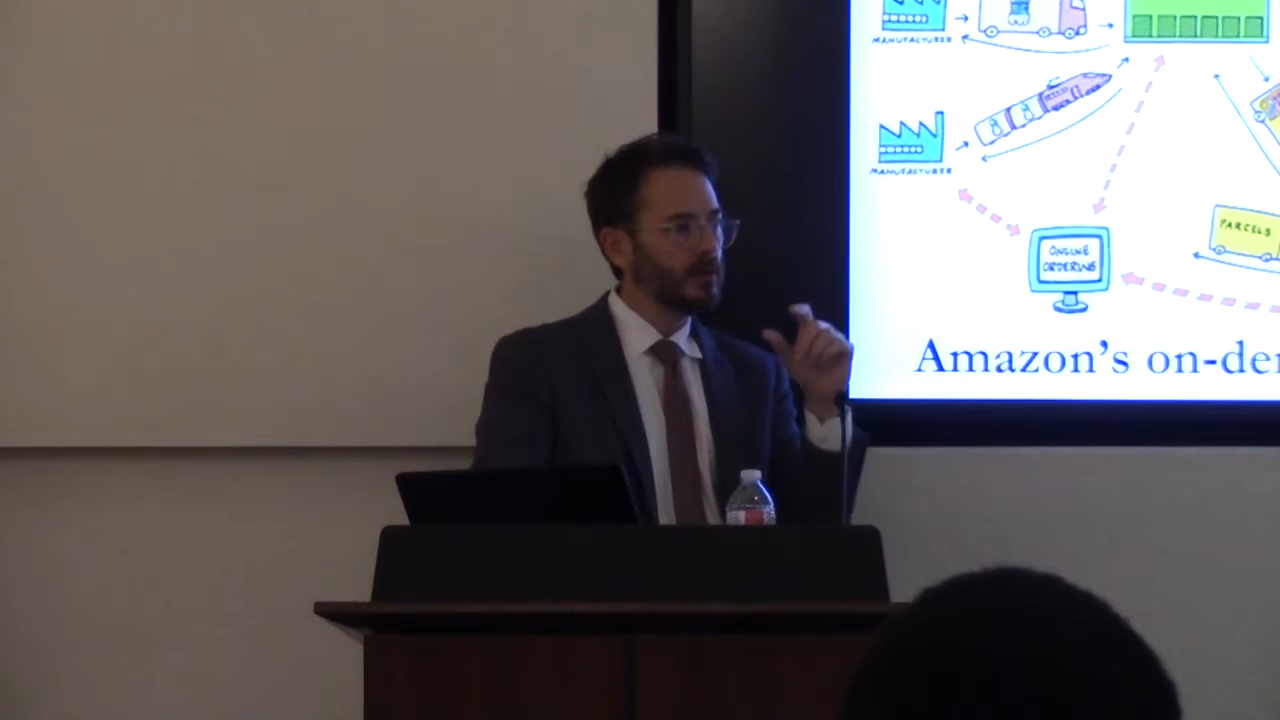 MANUFACTURER
MANUFACTURER
PARCELS
ONLINE
ORDERING
Amazon's on-de